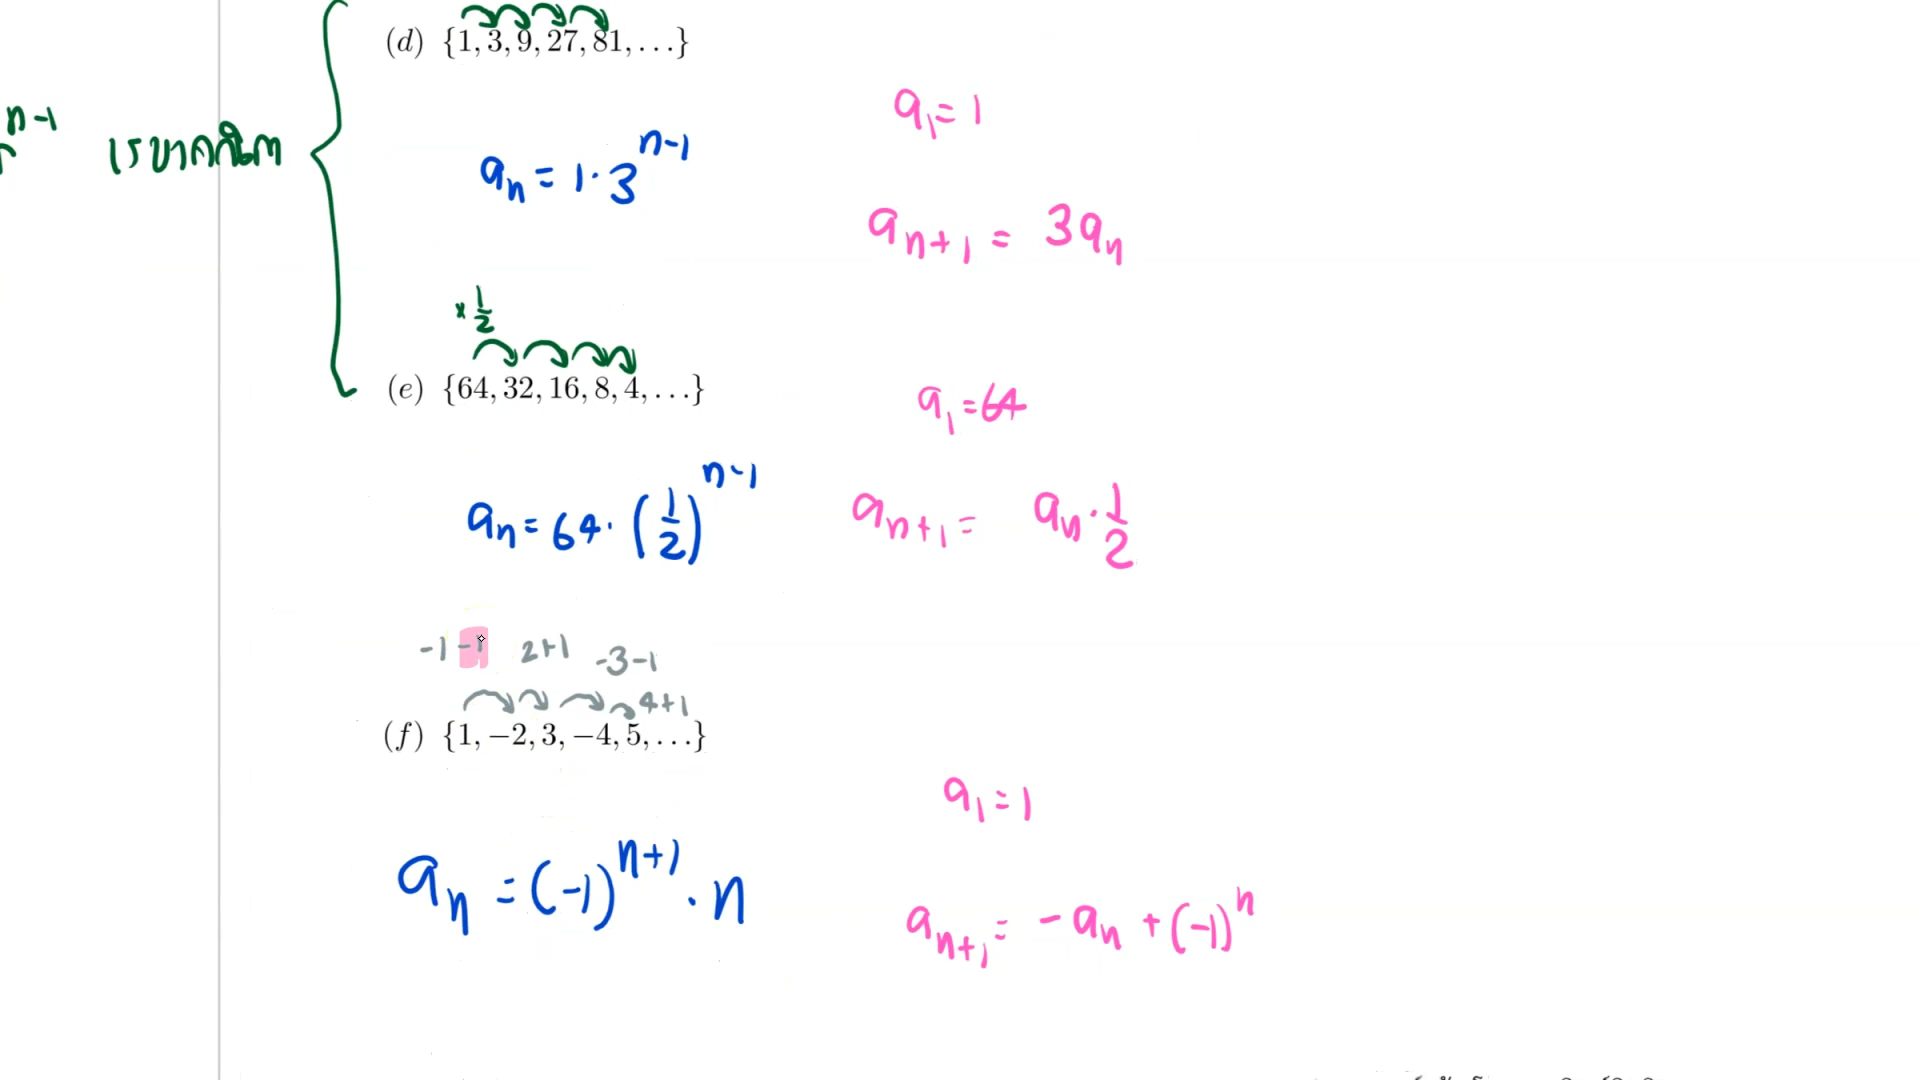 (d) {1, 3, 9, 27, 81, ...}
a₁ = 1
n-1
เรขาคณิต
aₙ = 1 · 3ⁿ⁻¹
aₙ₊₁ = 3aₙ
× 1/2
(e) {64, 32, 16, 8, 4, ...}
a₁ = 64
aₙ = 64 · (1/2)ⁿ⁻¹
aₙ₊₁ = aₙ · 1/2
-1 -1 2+1 -3-1
4+1
(f) {1, −2, 3, −4, 5, ...}
a₁ = 1
aₙ = (-1)ⁿ⁺¹ · n
aₙ₊₁ = -aₙ + (-1)ⁿ